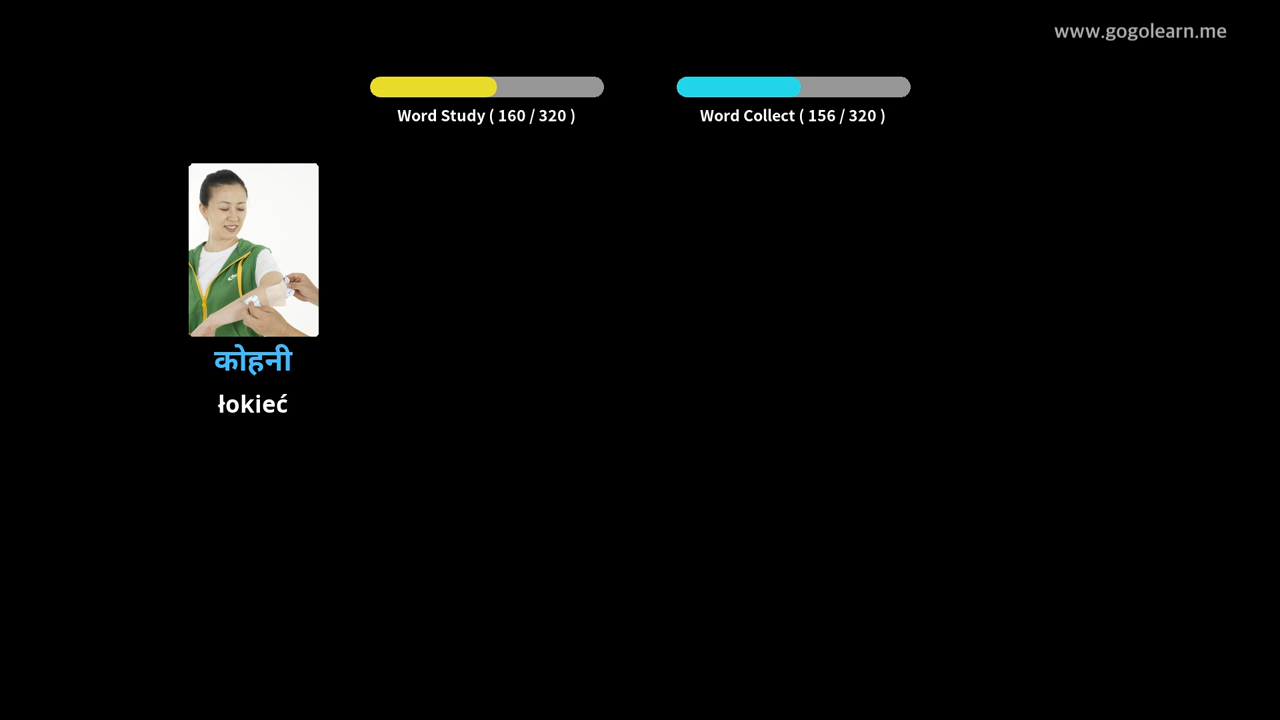 www.gogolearn.me
Word Study ( 160 / 320 )
Word Collect ( 156 / 320 )
कोहनी
łokieć